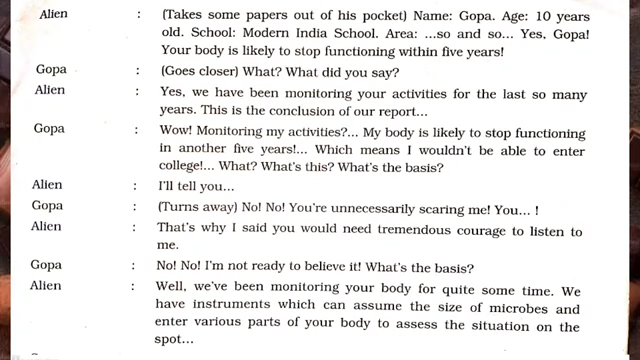 Alien : (Takes some papers out of his pocket) Name: Gopa. Age: 10 years
old. School: Modern India School. Area: ...so and so... Yes. Gopa!
Your body is likely to stop functioning within five years!
Gopa : (Goes closer) What? What did you say?
Alien : Yes, we have been monitoring your activities for the last so many
years. This is the conclusion of our report...
Gopa : Wow! Monitoring my activities?... My body is likely to stop functioning
in another five years!... Which means I wouldn't be able to enter
college!... What? What's this? What's the basis?
Alien : I'll tell you...
Gopa : (Turns away) No! No! You're unnecessarily scaring me! You... !
Alien : That's why I said you would need tremendous courage to listen to
me.
Gopa : No! No! I'm not ready to believe it! What's the basis?
Alien : Well, we've been monitoring your body for quite some time. We
have instruments which can assume the size of microbes and
enter various parts of your body to assess the situation on the
spot...